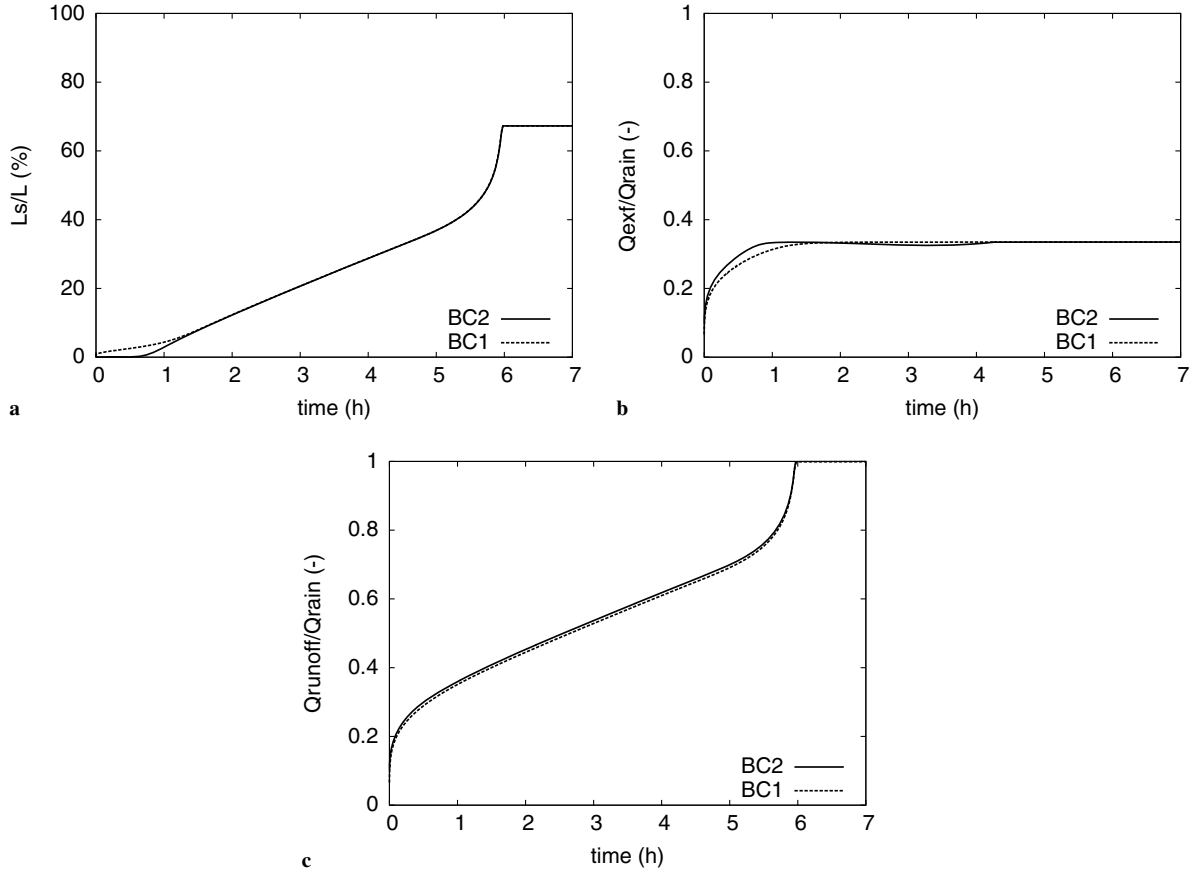 Ls/L (%)
100
80
60
40
20
0
BC2
BC1
0 1 2 3 4 5 6 7
time (h)
a
Qexf/Qrain (-)
1
0.8
0.6
0.4
0.2
0
BC2
BC1
0 1 2 3 4 5 6 7
time (h)
b
Qrunoff/Qrain (-)
1
0.8
0.6
0.4
0.2
0
BC2
BC1
0 1 2 3 4 5 6 7
time (h)
c